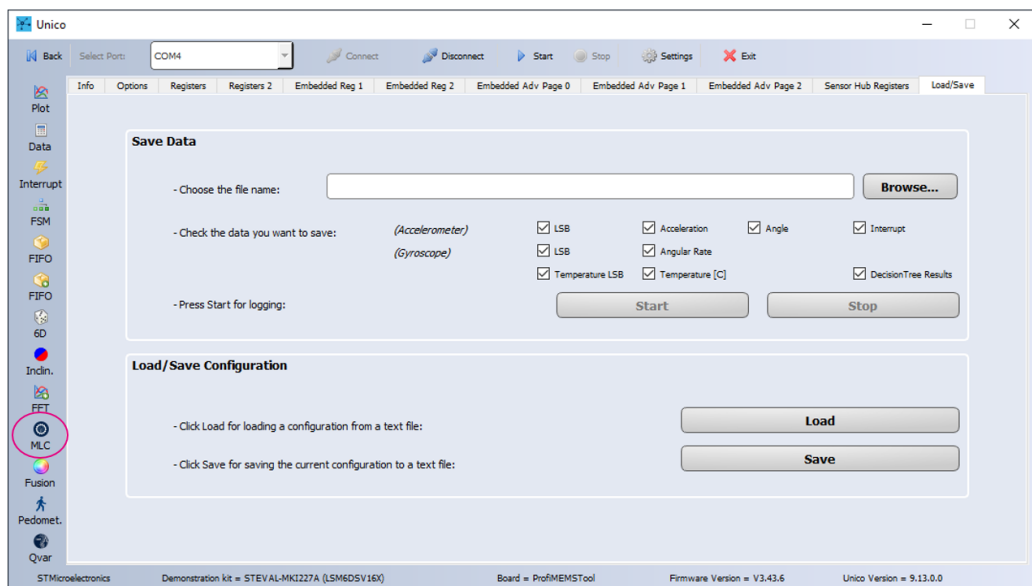 Unico
Back Select Port: COM4 Connect Disconnect Start Stop Settings Exit
Info Options Registers Registers 2 Embedded Reg 1 Embedded Reg 2 Embedded Adv Page 0 Embedded Adv Page 1 Embedded Adv Page 2 Sensor Hub Registers Load/Save
Plot
Data
Interrupt
FSM
FIFO
FIFO
6D
Inclin.
FFT
MLC
Fusion
Pedomet.
Qvar
Save Data
- Choose the file name: Browse...
- Check the data you want to save: (Accelerometer) LSB Acceleration Angle Interrupt
(Gyroscope) LSB Angular Rate
Temperature LSB Temperature [C] DecisionTree Results
- Press Start for logging: Start Stop
Load/Save Configuration
- Click Load for loading a configuration from a text file: Load
- Click Save for saving the current configuration to a text file: Save
STMicroelectronics Demonstration kit = STEVAL-MKI227A (LSM6DSV16X) Board = ProfiMEMSTool Firmware Version = V3.43.6 Unico Version = 9.13.0.0